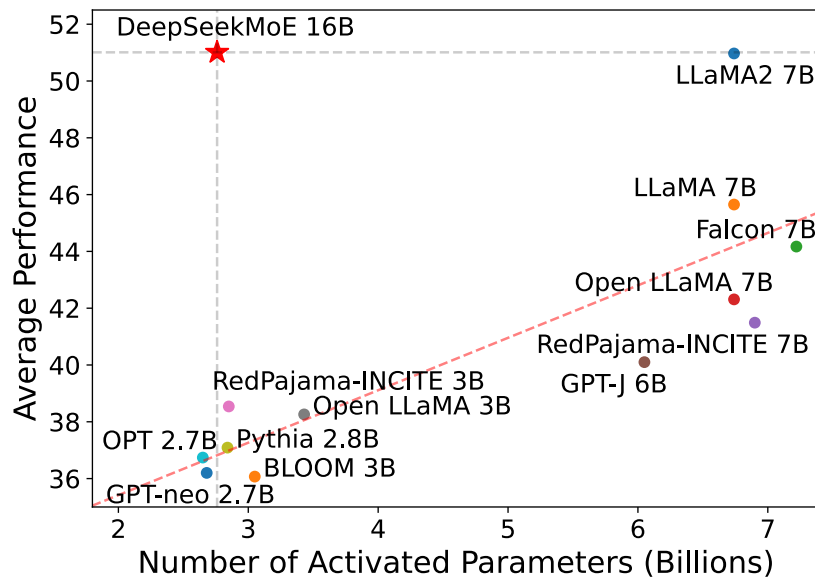 DeepSeekMoE 16B
52
50
48
46
44
42
40
38
36
Average Performance
LLaMA2 7B
LLaMA 7B
Falcon 7B
Open LLaMA 7B
RedPajama-INCITE 7B
GPT-J 6B
RedPajama-INCITE 3B
Open LLaMA 3B
OPT 2.7B
Pythia 2.8B
BLOOM 3B
GPT-neo 2.7B
2 3 4 5 6 7
Number of Activated Parameters (Billions)